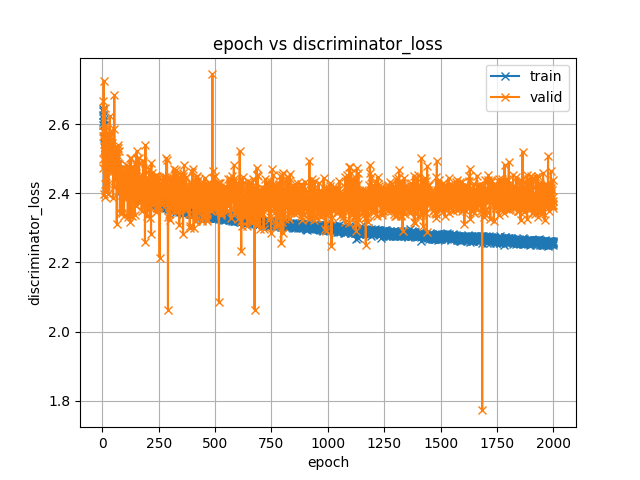 epoch vs discriminator_loss
train
valid
2.6
2.4
2.2
2.0
1.8
discriminator_loss
0 250 500 750 1000 1250 1500 1750 2000
epoch